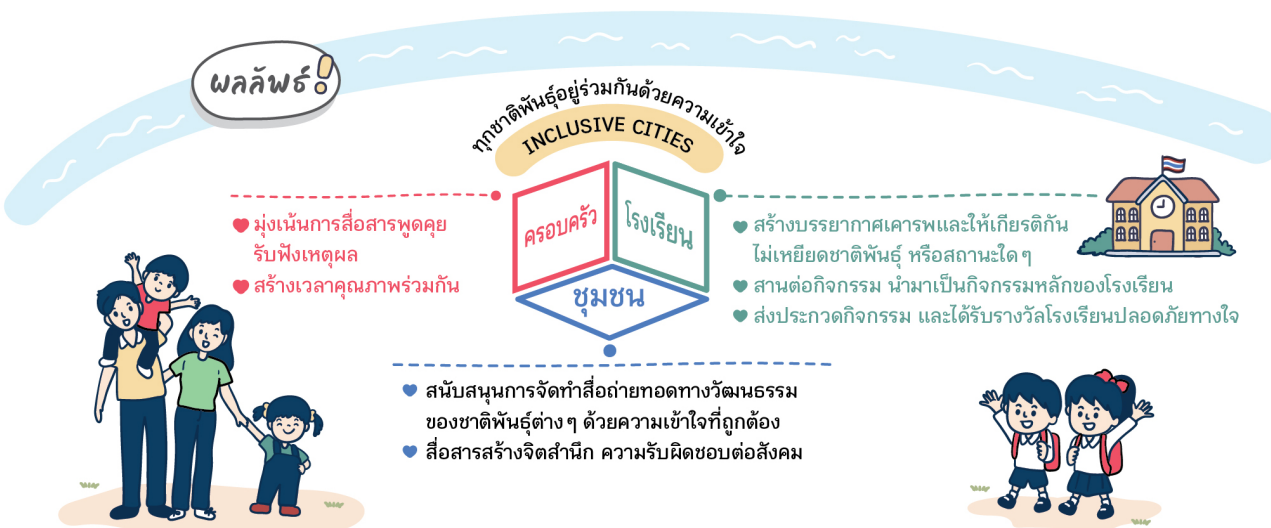 ผลลัพธ์!
ทุกชาติพันธุ์อยู่ร่วมกันด้วยความเข้าใจ
INCLUSIVE CITIES
ครอบครัว
โรงเรียน
ชุมชน
มุ่งเน้นการสื่อสารพูดคุย
รับฟังเหตุผล
สร้างเวลาคุณภาพร่วมกัน
สร้างบรรยากาศเคารพและให้เกียรติกัน
ไม่เหยียดชาติพันธุ์ หรือสถานะใด ๆ
สานต่อกิจกรรม นำมาเป็นกิจกรรมหลักของโรงเรียน
ส่งประกวดกิจกรรม และได้รับรางวัลโรงเรียนปลอดภัยทางใจ
สนับสนุนการจัดทำสื่อถ่ายทอดทางวัฒนธรรม
ของชาติพันธุ์ต่าง ๆ ด้วยความเข้าใจที่ถูกต้อง
สื่อสารสร้างจิตสำนึก ความรับผิดชอบต่อสังคม